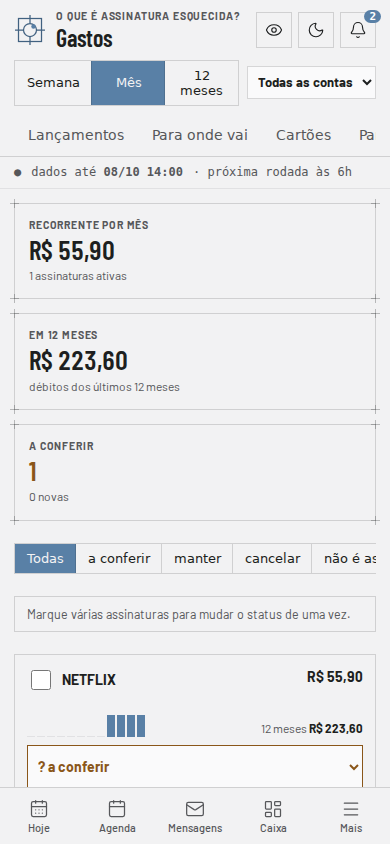 O QUE É ASSINATURA ESQUECIDA?
Gastos
2
Semana
Mês
12 meses
Todas as contas
Lançamentos
Para onde vai
Cartões
Pa
● dados até 08/10 14:00 · próxima rodada às 6h
RECORRENTE POR MÊS
R$ 55,90
1 assinaturas ativas
EM 12 MESES
R$ 223,60
débitos dos últimos 12 meses
A CONFERIR
1
0 novas
Todas
a conferir
manter
cancelar
não é as
Marque várias assinaturas para mudar o status de uma vez.
NETFLIX
R$ 55,90
12 meses R$ 223,60
? a conferir
Hoje
Agenda
Mensagens
Caixa
Mais